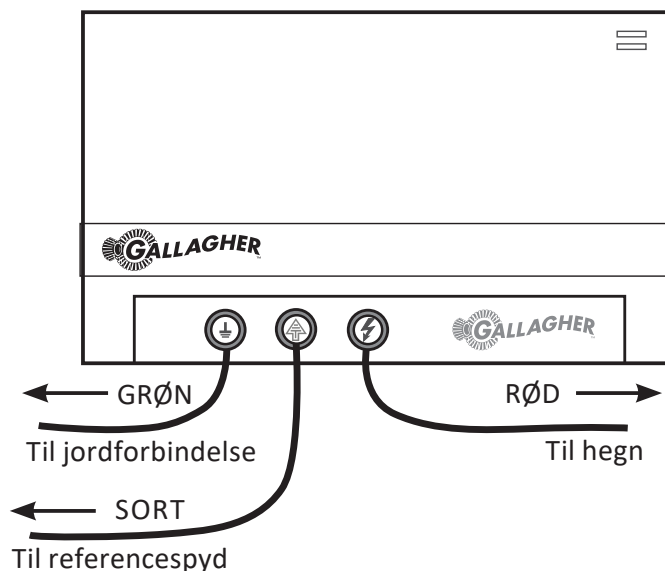 GALLAGHER
GALLAGHER
GRØN
RØD
Til jordforbindelse
Til hegn
SORT
Til referencespyd